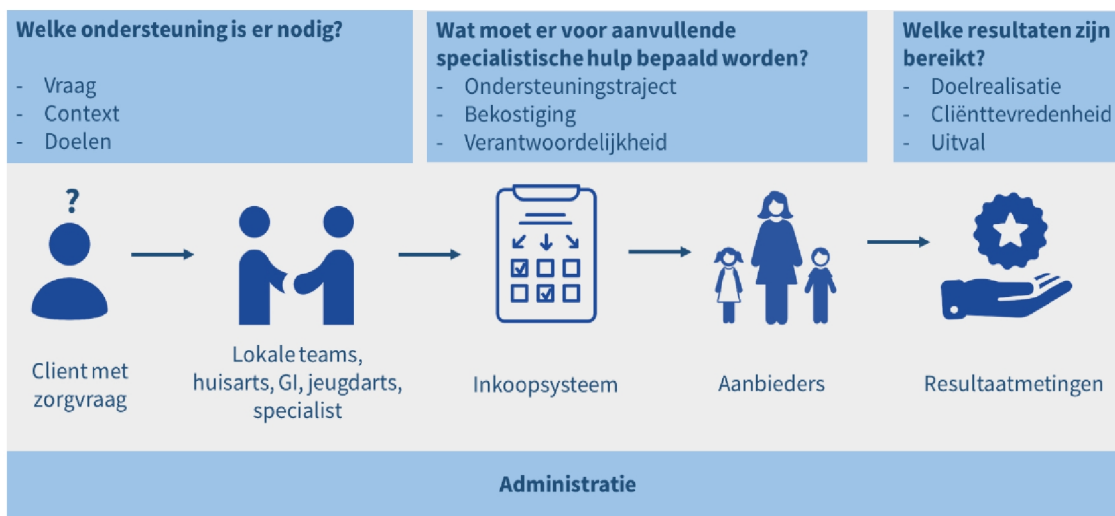 Welke ondersteuning is er nodig?
- Vraag
- Context
- Doelen
Wat moet er voor aanvullende
specialistische hulp bepaald worden?
- Ondersteuningstraject
- Bekostiging
- Verantwoordelijkheid
Welke resultaten zijn
bereikt?
- Doelrealisatie
- Cliënttevredenheid
- Uitval
?
Client met
zorgvraag
Lokale teams,
huisarts, GI, jeugdarts,
specialist
Inkoopsysteem
Aanbieders
Resultaatmetingen
Administratie